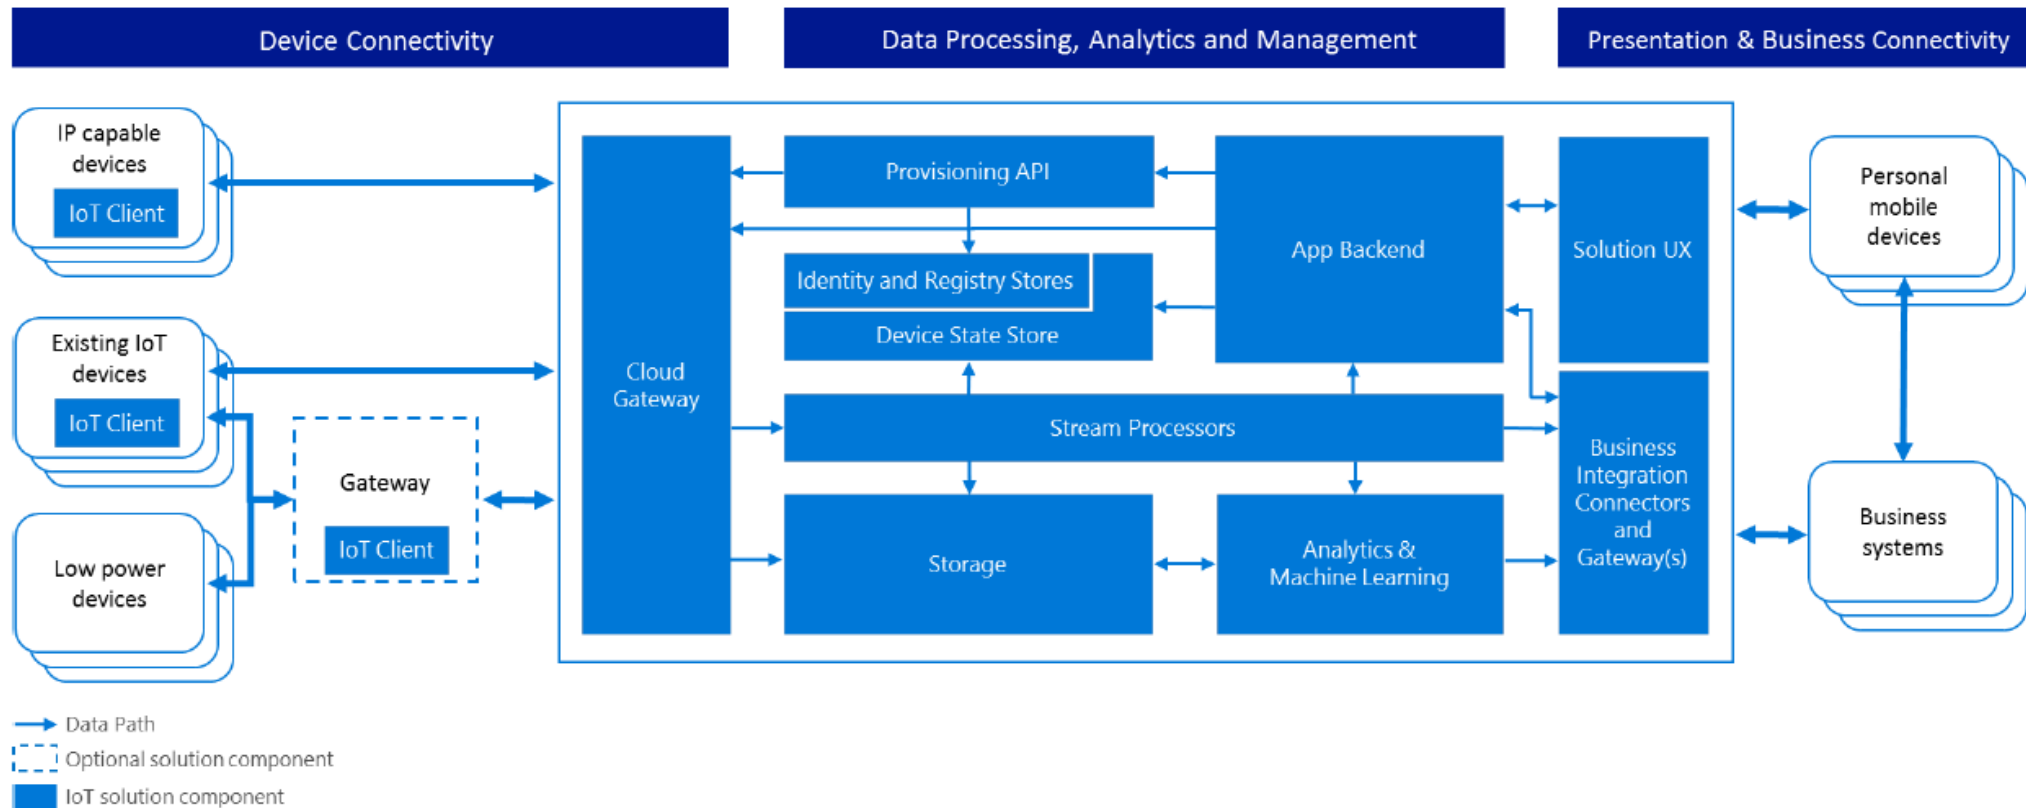 Device Connectivity
Data Processing, Analytics and Management
Presentation & Business Connectivity
IP capable
devices
IoT Client
Existing IoT
devices
IoT Client
Low power
devices
Gateway
IoT Client
Cloud
Gateway
Provisioning API
Identity and Registry Stores
Device State Store
App Backend
Stream Processors
Storage
Analytics &
Machine Learning
Solution UX
Business
Integration
Connectors
and
Gateway(s)
Personal
mobile
devices
Business
systems
Data Path
Optional solution component
IoT solution component